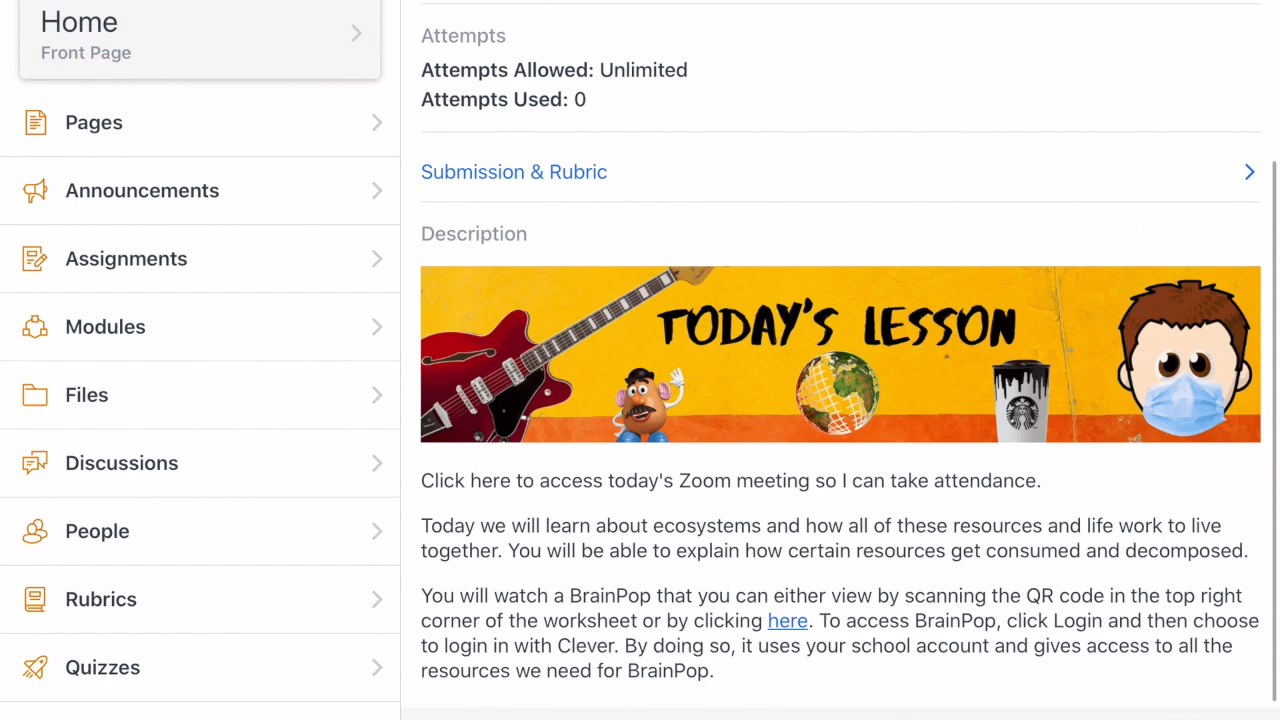 Home
Front Page
Pages
Announcements
Assignments
Modules
Files
Discussions
People
Rubrics
Quizzes
Attempts
Attempts Allowed: Unlimited
Attempts Used: 0
Submission & Rubric
Description
TODAY'S LESSON
Click here to access today's Zoom meeting so I can take attendance.
Today we will learn about ecosystems and how all of these resources and life work to live
together. You will be able to explain how certain resources get consumed and decomposed.
You will watch a BrainPop that you can either view by scanning the QR code in the top right
corner of the worksheet or by clicking here. To access BrainPop, click Login and then choose
to login in with Clever. By doing so, it uses your school account and gives access to all the
resources we need for BrainPop.